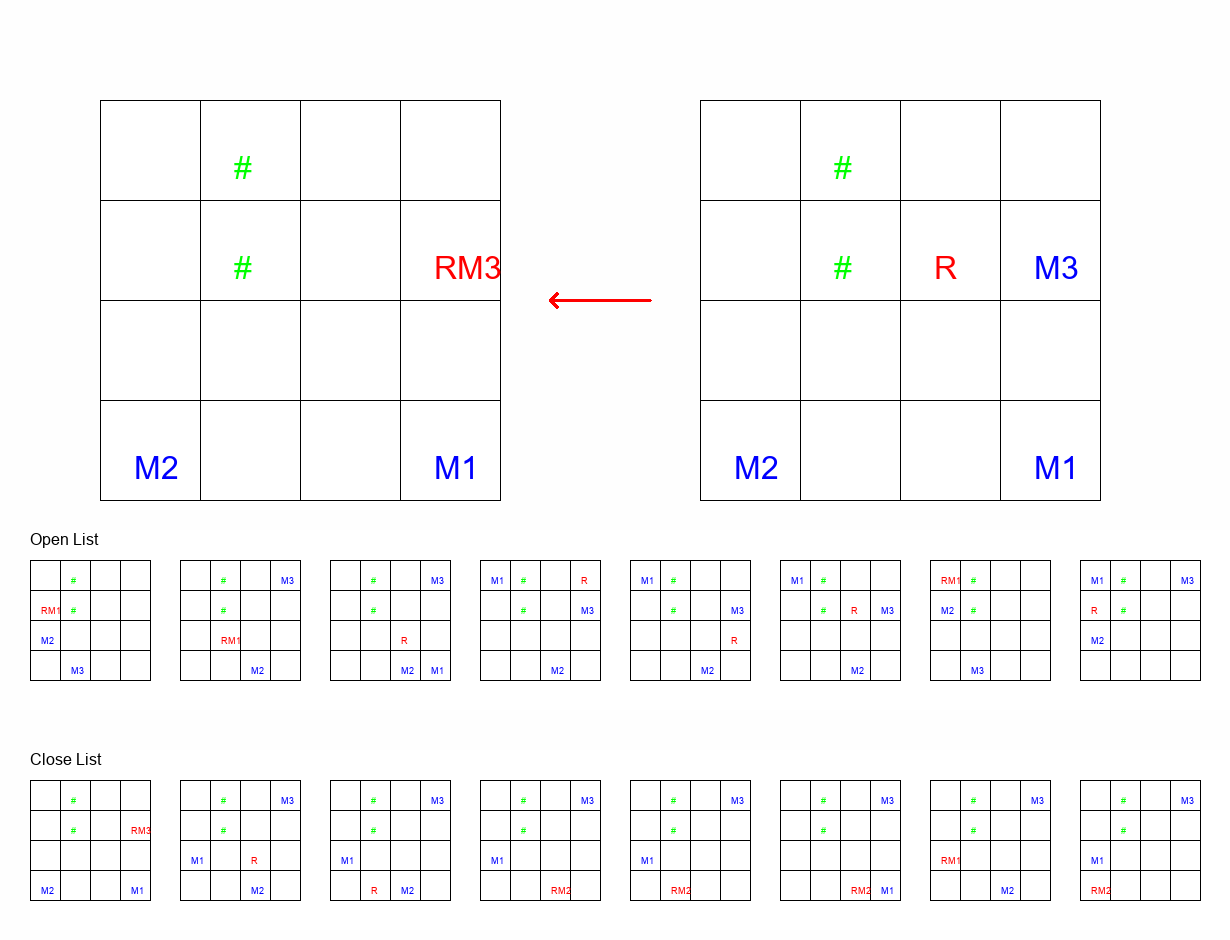 # #
# RM3 # R M3
M2 M1 M2 M1
Open List
# # M3 # M3 M1 # R M1 # M1 # RM1 # M1 # M3
RM1 # # # # M3 # M3 # R M3 M2 # R #
M2 RM1 R R M2
M3 M2 M2 M1 M2 M2 M2 M3
Close List
# # M3 # M3 # M3 # M3 # M3 # M3 # M3
# RM3 # # # # # # #
M1 R M1 M1 M1 RM1 M1
M2 M1 M2 R M2 RM2 RM2 RM2 M1 M2 RM2